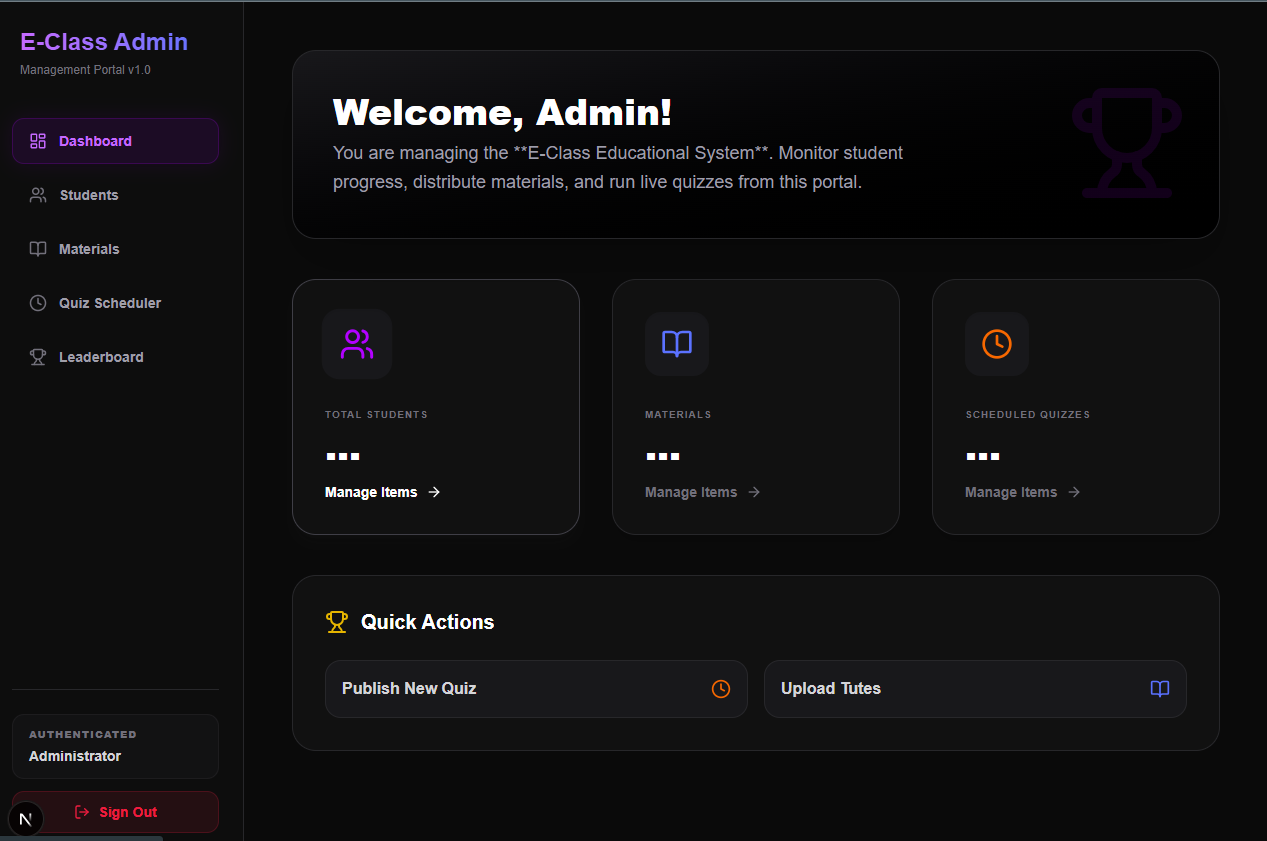 E-Class Admin
Management Portal v1.0
Dashboard
Students
Materials
Quiz Scheduler
Leaderboard
AUTHENTICATED
Administrator
Sign Out
N
Welcome, Admin!
You are managing the **E-Class Educational System**. Monitor student
progress, distribute materials, and run live quizzes from this portal.
TOTAL STUDENTS
---
Manage Items →
MATERIALS
---
Manage Items →
SCHEDULED QUIZZES
---
Manage Items →
Quick Actions
Publish New Quiz
Upload Tutes